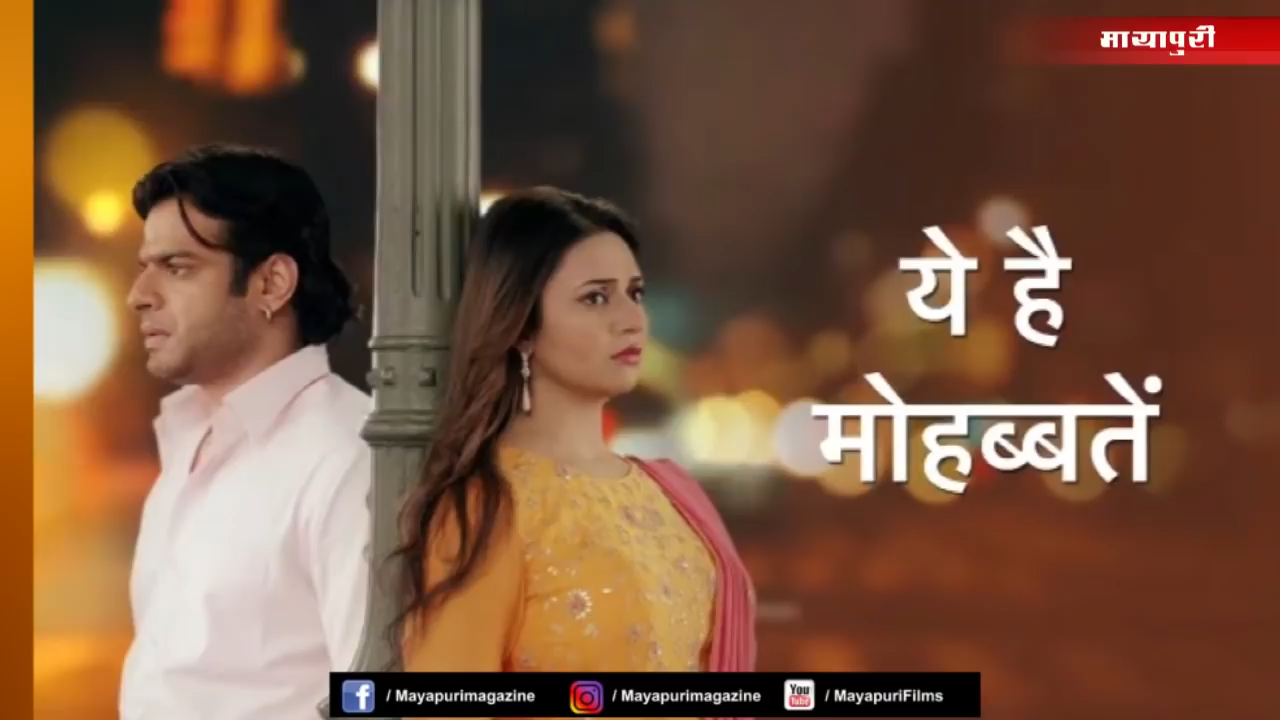 मायापुरी
ये है
मोहब्बतें
/ Mayapurimagazine
/ Mayapurimagazine
You
Tube
/ MayapuriFilms